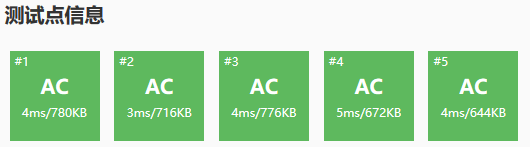 测试点信息
#1 #2 #3 #4 #5
AC AC AC AC AC
4ms/780KB 3ms/716KB 4ms/776KB 5ms/672KB 4ms/644KB